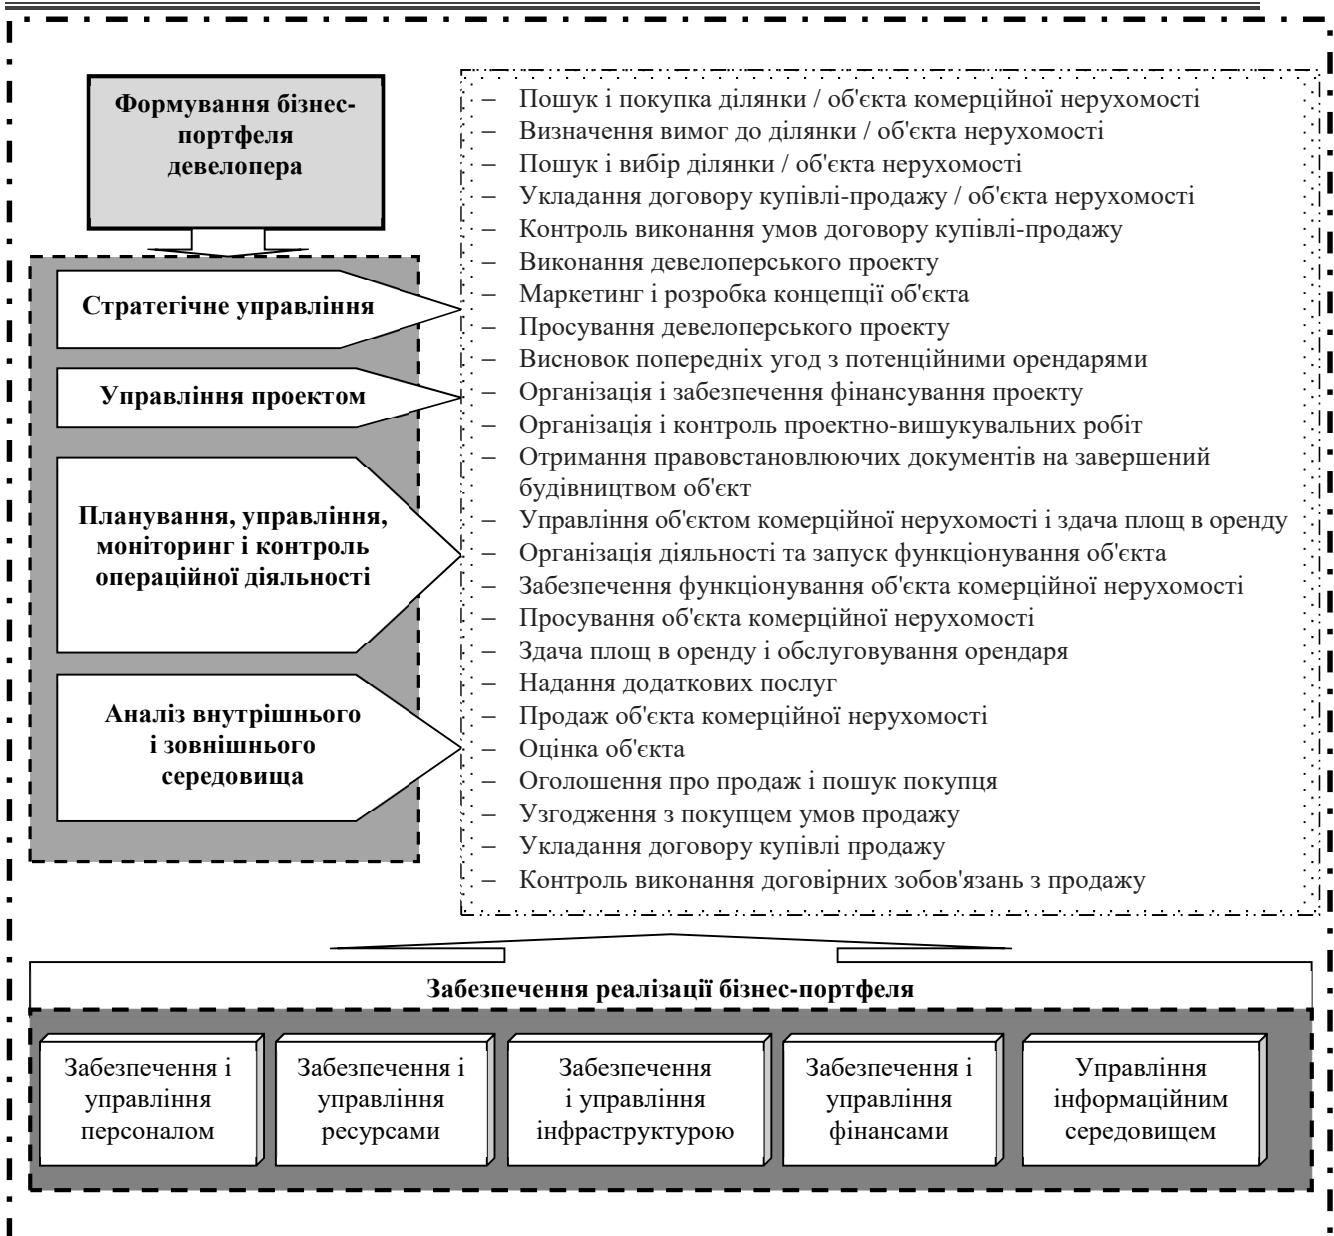 Формування бізнес-
портфеля
девелопера
Стратегічне управління
Управління проектом
Планування, управління,
моніторинг і контроль
операційної діяльності
Аналіз внутрішнього
і зовнішнього
середовища
– Пошук і покупка ділянки / об'єкта комерційної нерухомості
– Визначення вимог до ділянки / об'єкта нерухомості
– Пошук і вибір ділянки / об'єкта нерухомості
– Укладання договору купівлі-продажу / об'єкта нерухомості
– Контроль виконання умов договору купівлі-продажу
– Виконання девелоперського проекту
– Маркетинг і розробка концепції об'єкта
– Просування девелоперського проекту
– Висновок попередніх угод з потенційними орендарями
– Організація і забезпечення фінансування проекту
– Організація і контроль проектно-вишукувальних робіт
– Отримання правовстановлюючих документів на завершений
будівництвом об'єкт
– Управління об'єктом комерційної нерухомості і здача площ в оренду
– Організація діяльності та запуск функціонування об'єкта
– Забезпечення функціонування об'єкта комерційної нерухомості
– Просування об'єкта комерційної нерухомості
– Здача площ в оренду і обслуговування орендаря
– Надання додаткових послуг
– Продаж об'єкта комерційної нерухомості
– Оцінка об'єкта
– Оголошення про продаж і пошук покупця
– Узгодження з покупцем умов продажу
– Укладання договору купівлі продажу
– Контроль виконання договірних зобов'язань з продажу
Забезпечення реалізації бізнес-портфеля
Забезпечення і
управління
персоналом
Забезпечення і
управління
ресурсами
Забезпечення
і управління
інфраструктурою
Забезпечення і
управління
фінансами
Управління
інформаційним
середовищем